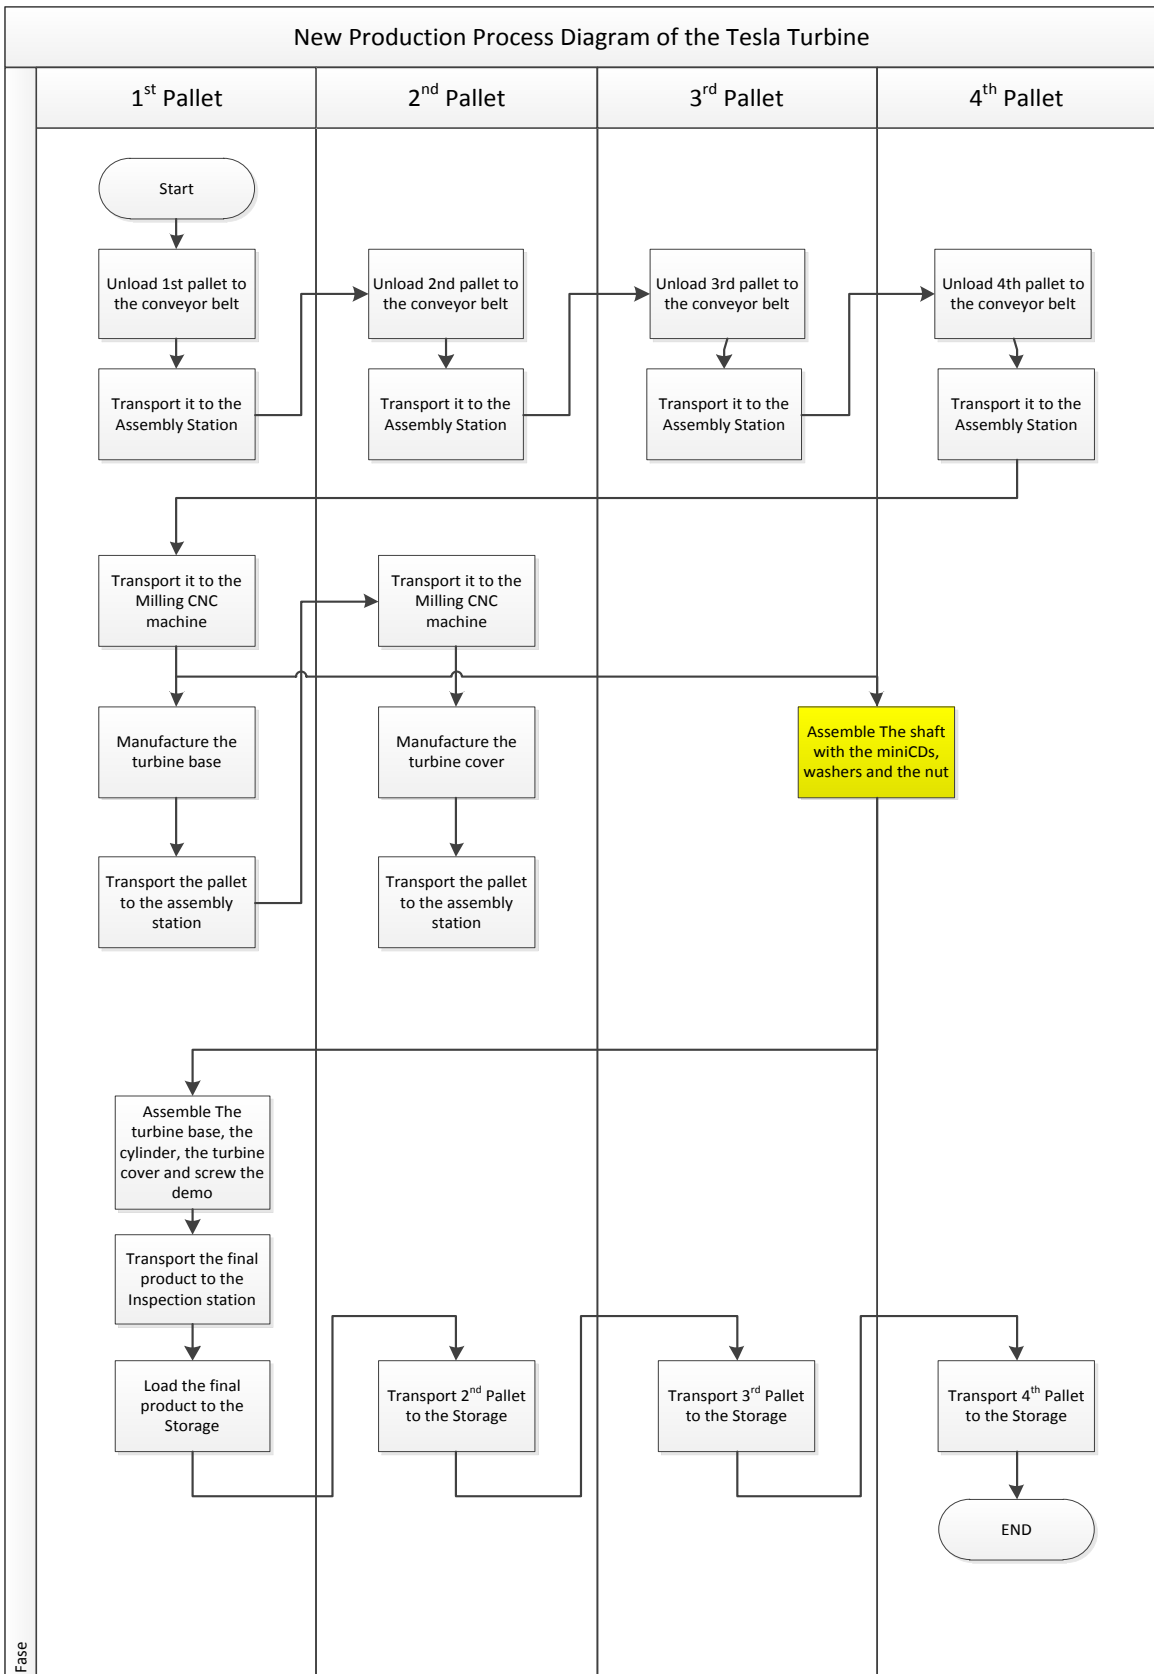 New Production Process Diagram of the Tesla Turbine
1st Pallet
2nd Pallet
3rd Pallet
4th Pallet
Start
Unload 1st pallet to
the conveyor belt
Unload 2nd pallet to
the conveyor belt
Unload 3rd pallet to
the conveyor belt
Unload 4th pallet to
the conveyor belt
Transport it to the
Assembly Station
Transport it to the
Assembly Station
Transport it to the
Assembly Station
Transport it to the
Assembly Station
Transport it to the
Milling CNC
machine
Transport it to the
Milling CNC
machine
Manufacture the
turbine base
Manufacture the
turbine cover
Assemble The shaft
with the miniCDs,
washers and the nut
Transport the pallet
to the assembly
station
Transport the pallet
to the assembly
station
Assemble The
turbine base, the
cylinder, the turbine
cover and screw the
demo
Transport the final
product to the
Inspection station
Load the final
product to the
Storage
Transport 2nd Pallet
to the Storage
Transport 3rd Pallet
to the Storage
Transport 4th Pallet
to the Storage
END
Fase